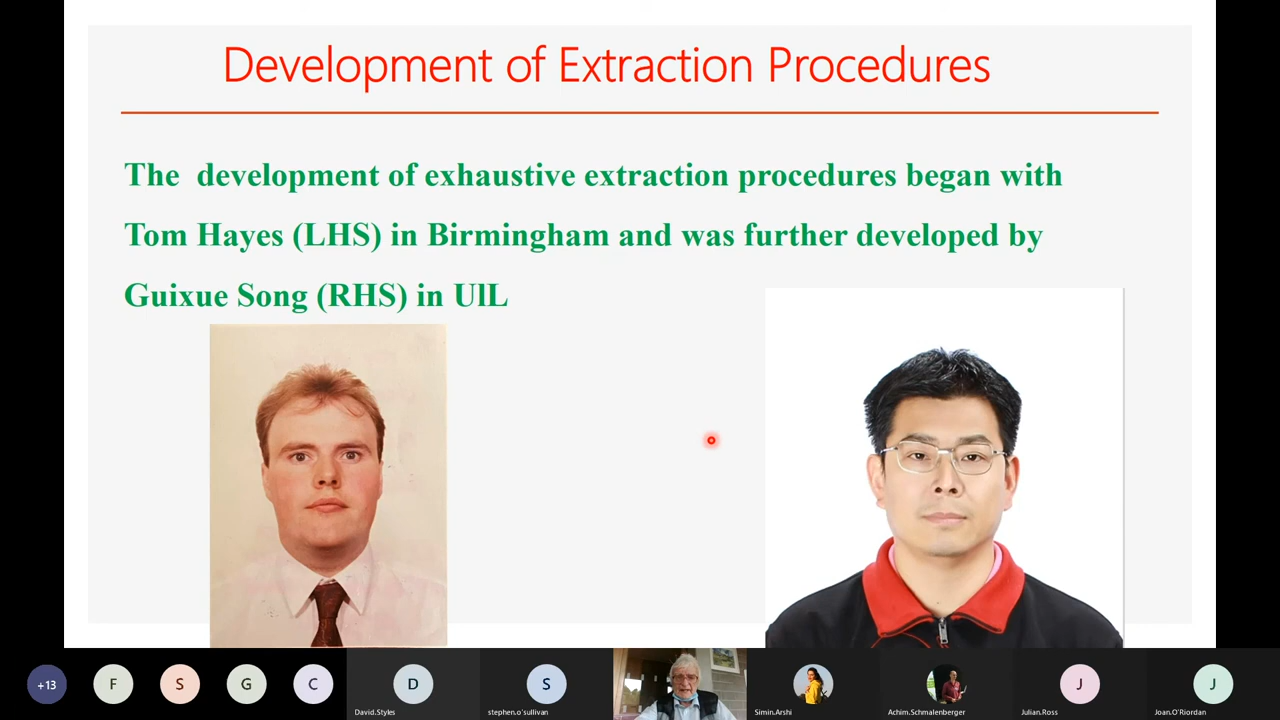 Development of Extraction Procedures
The development of exhaustive extraction procedures began with
Tom Hayes (LHS) in Birmingham and was further developed by
Guixue Song (RHS) in UlL
+13
F
S
G
C
D
David.Styles
S
stephen.o'sullivan
Simin.Arshi
Achim.Schmalenberger
J
Julian.Ross
J
Joan.O'Riordan